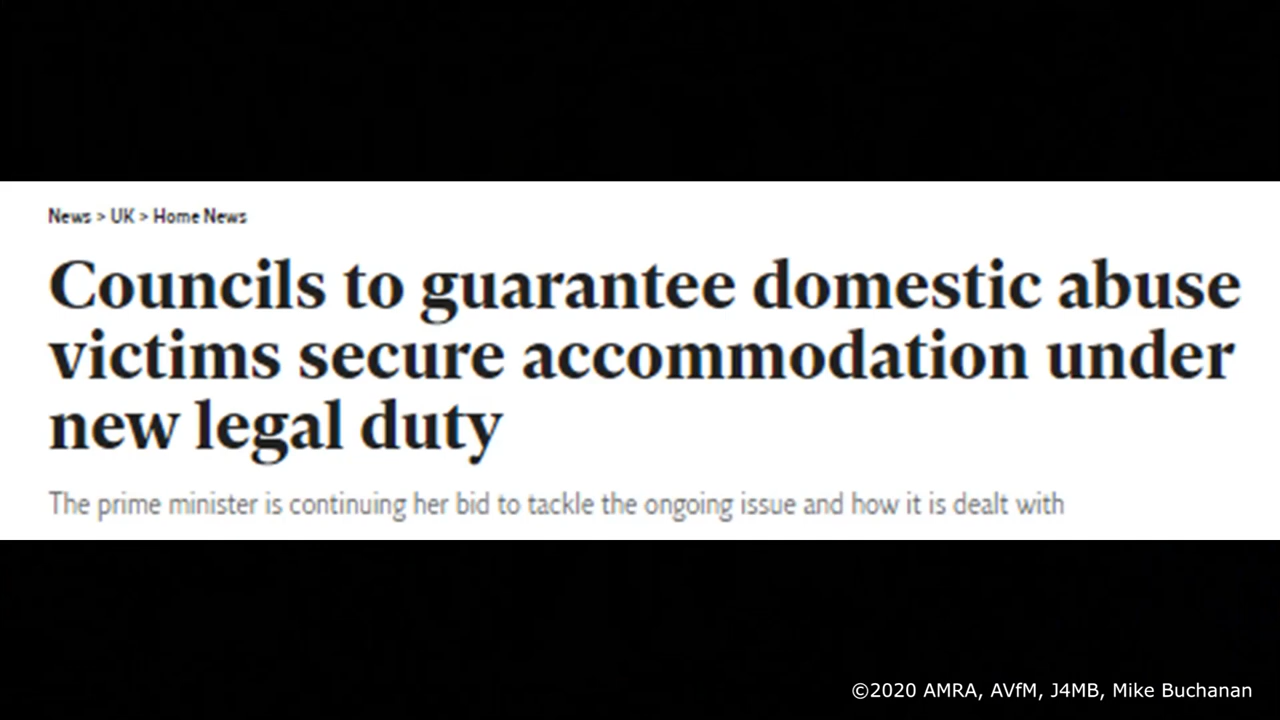 News > UK > Home News
Councils to guarantee domestic abuse
victims secure accommodation under
new legal duty
The prime minister is continuing her bid to tackle the ongoing issue and how it is dealt with
©2020 AMRA, AVfM, J4MB, Mike Buchanan